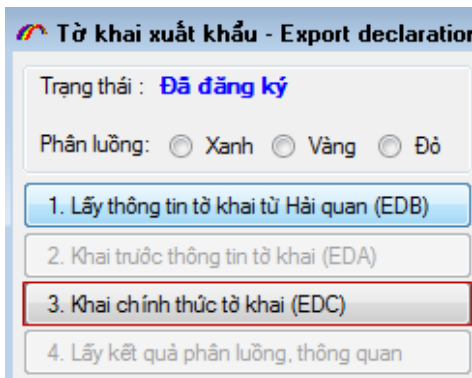 Tờ khai xuất khẩu - Export declaration
Trạng thái : Đã đăng ký
Phân luồng: Xanh Vàng Đỏ
1. Lấy thông tin tờ khai từ Hải quan (EDB)
2. Khai trước thông tin tờ khai (EDA)
3. Khai chính thức tờ khai (EDC)
4. Lấy kết quả phân luồng, thông quan